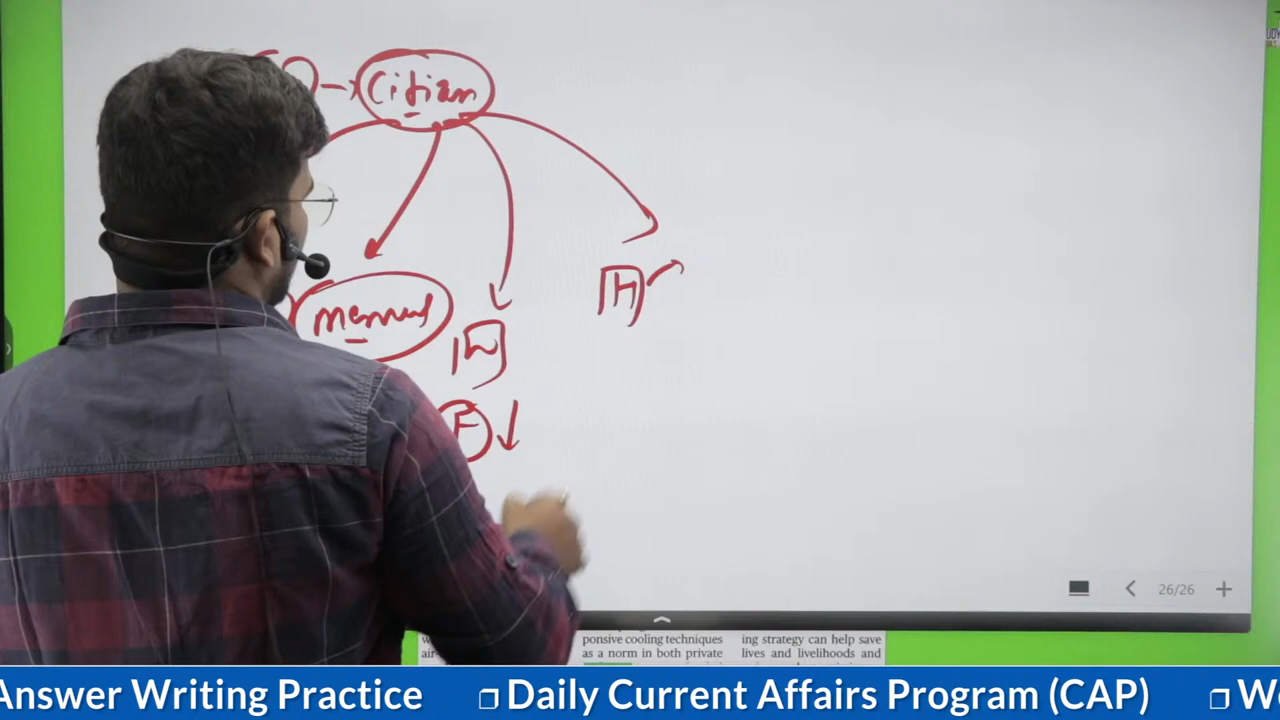 Citizen
H
W
F
26/26
ponsive cooling techniques
as a norm in both private
ing strategy can help save
lives and livelihoods and
Answer Writing Practice
Daily Current Affairs Program (CAP)